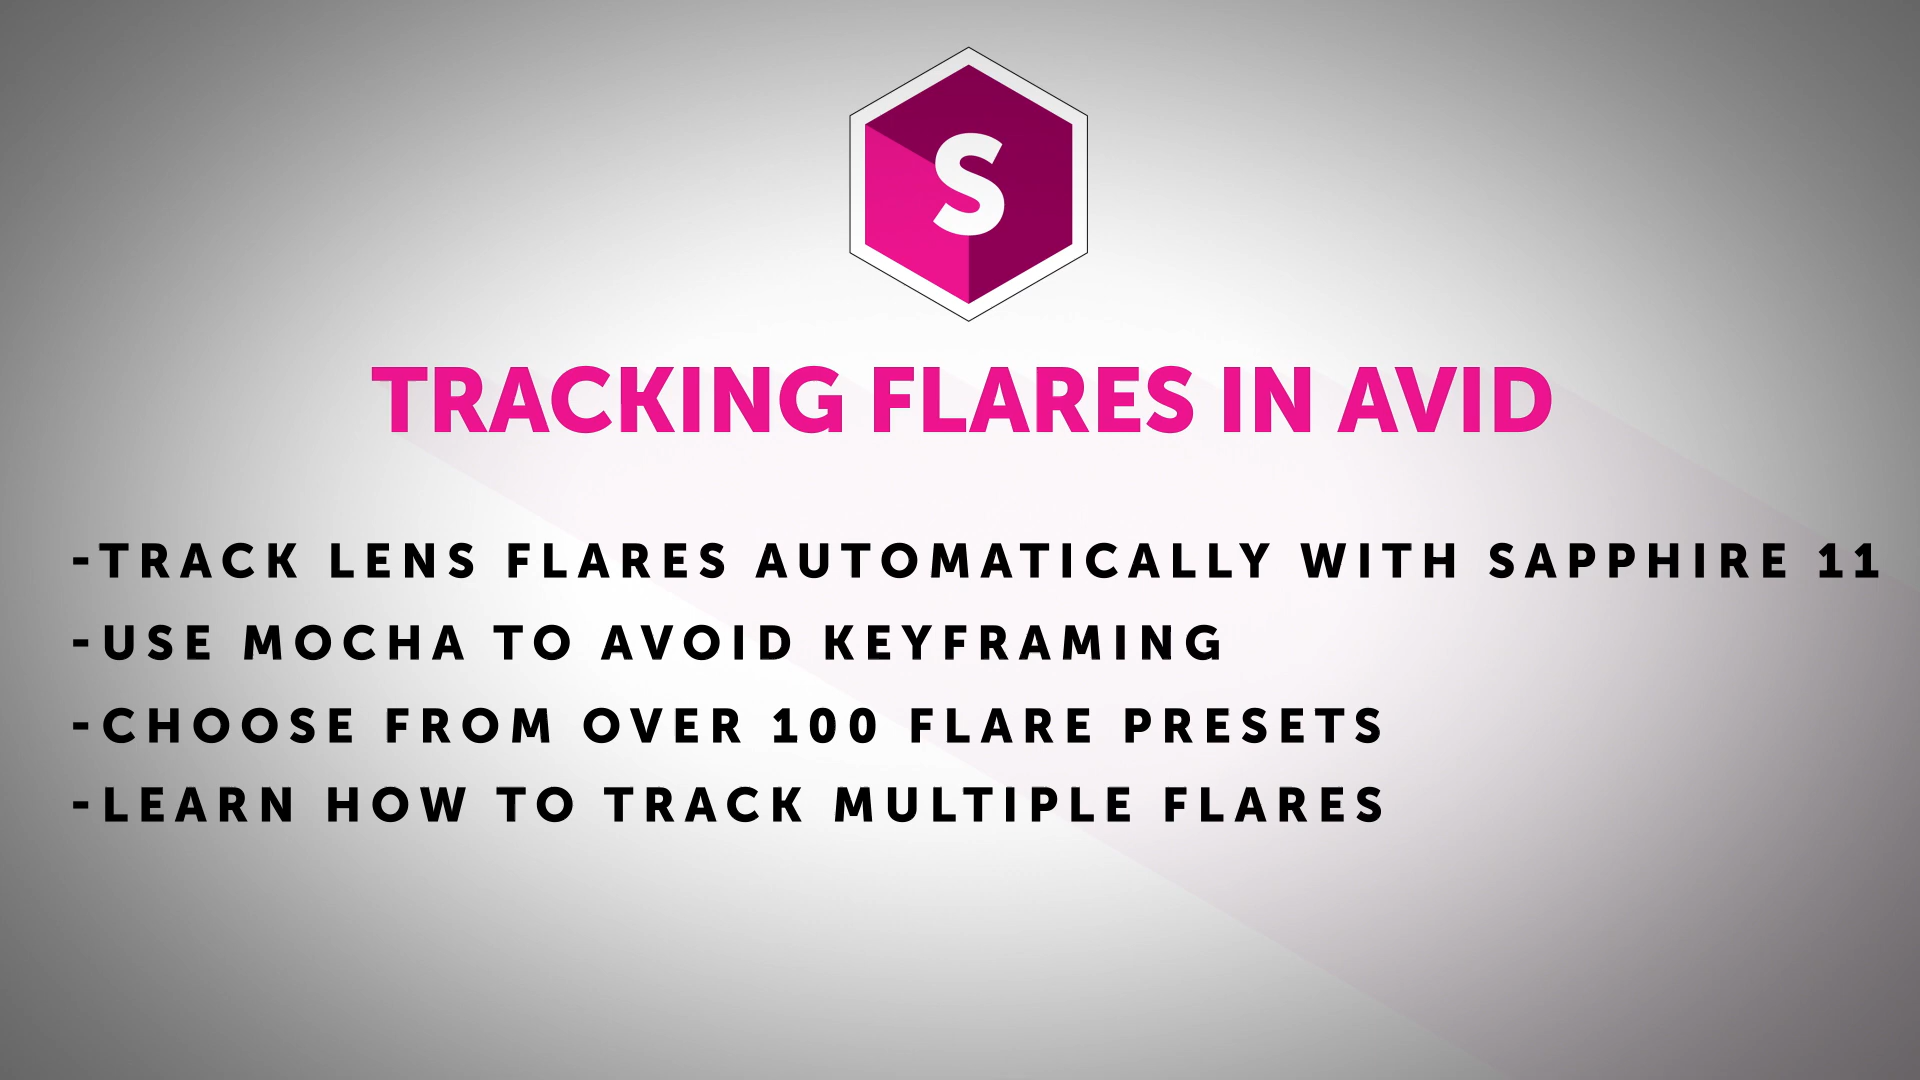 S
TRACKING FLARES IN AVID
-TRACK LENS FLARES AUTOMATICALLY WITH SAPPHIRE 11
-USE MOCHA TO AVOID KEYFRAMING
-CHOOSE FROM OVER 100 FLARE PRESETS
-LEARN HOW TO TRACK MULTIPLE FLARES